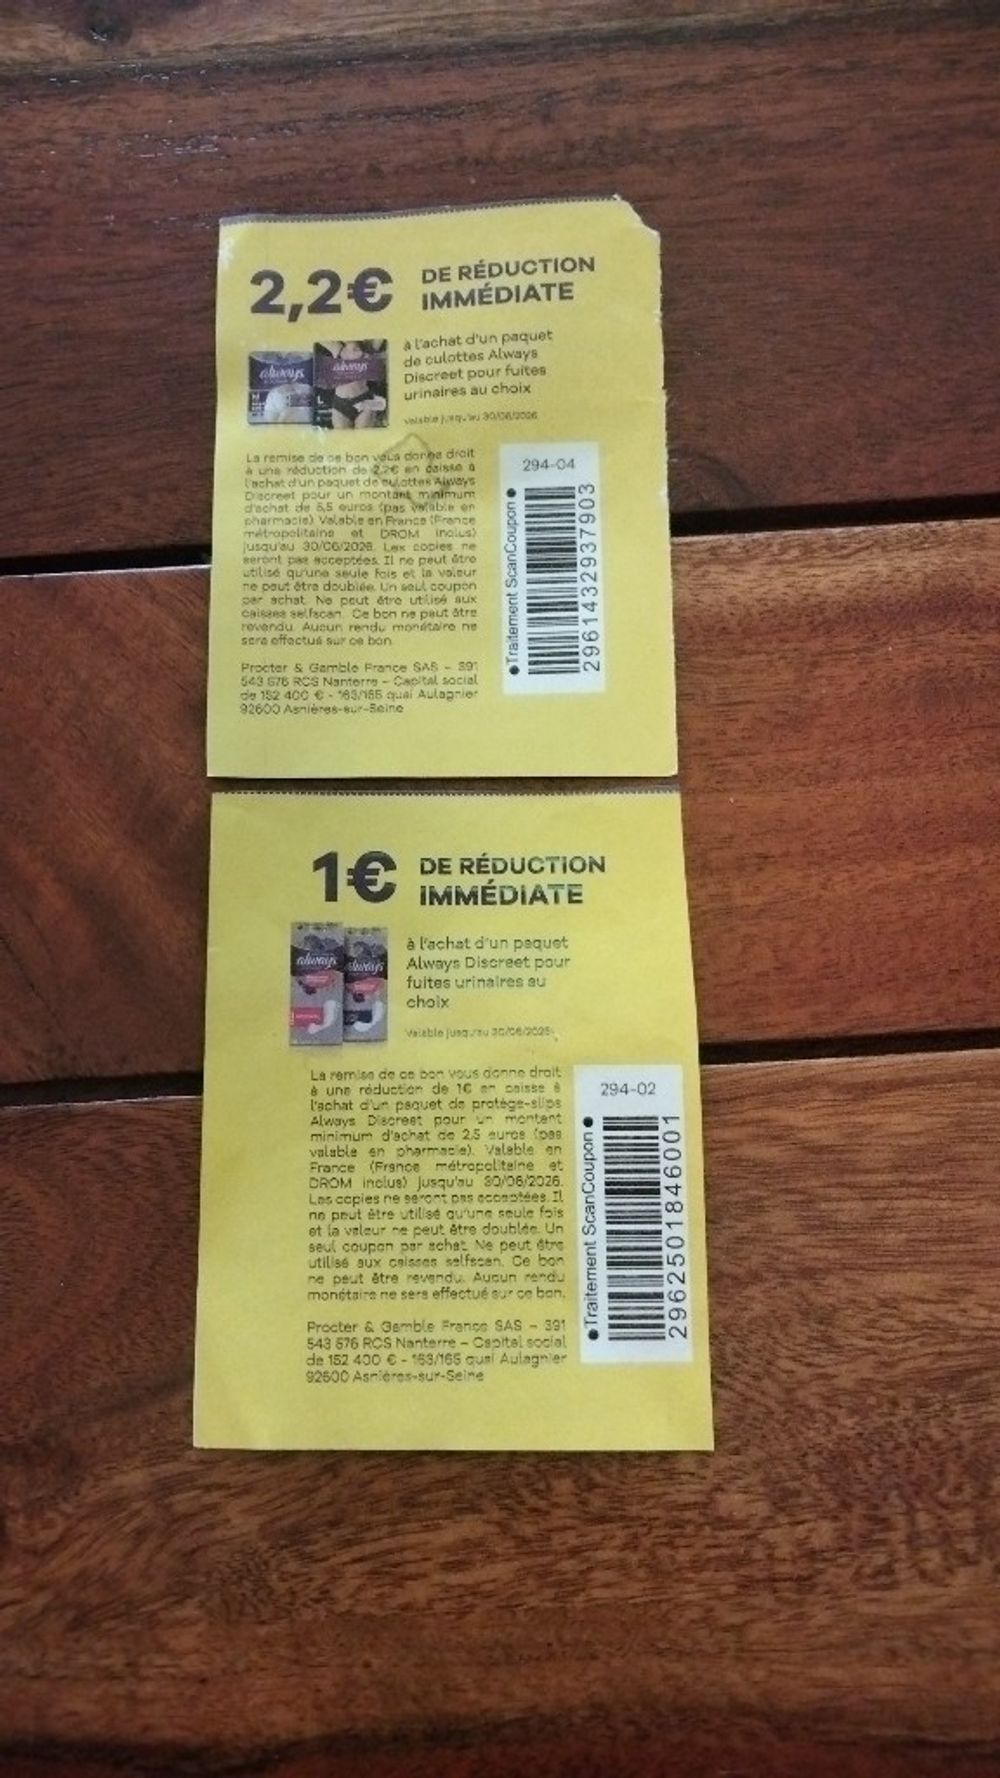 2,2€ DE RÉDUCTION
IMMÉDIATE
à l'achat d'un paquet
de culottes Always
Discreet pour fuites
urinaires au choix
Valable jusqu'au 30/06/2026
always
always
La remise de ce bon vous donne droit
à une réduction de 2,2€ en caisse à
l'achat d'un paquet de culottes Always
Discreet pour un montant minimum
d'achat de 5,5 euros (pas valable en
pharmacie). Valable en France (France
métropolitaine et DROM inclus)
jusqu'au 30/06/2026. Les copies ne
seront pas acceptées. Il ne peut être
utilisé qu'une seule fois et la valeur
ne peut être doublée. Un seul coupon
par achat. Ne peut être utilisé aux
caisses selfscan. Ce bon ne peut être
revendu. Aucun rendu monétaire ne
sera effectué sur ce bon.
Procter & Gamble France SAS – 391
543 576 RCS Nanterre – Capital social
de 152 400 € - 163/165 quai Aulagnier
92600 Asnières-sur-Seine
294-04
•Traitement ScanCoupon•
2961432937903
1€ DE RÉDUCTION
IMMÉDIATE
à l'achat d'un paquet
Always Discreet pour
fuites urinaires au
choix
Valable jusqu'au 30/06/2026
always
always
La remise de ce bon vous donne droit
à une réduction de 1€ en caisse à
l'achat d'un paquet de protège-slips
Always Discreet pour un montant
minimum d'achat de 2,5 euros (pas
valable en pharmacie). Valable en
France (France métropolitaine et
DROM inclus) jusqu'au 30/06/2026.
Les copies ne seront pas acceptées. Il
ne peut être utilisé qu'une seule fois
et la valeur ne peut être doublée. Un
seul coupon par achat. Ne peut être
utilisé aux caisses selfscan. Ce bon
ne peut être revendu. Aucun rendu
monétaire ne sera effectué sur ce bon.
Procter & Gamble France SAS – 391
543 576 RCS Nanterre – Capital social
de 152 400 € - 163/165 quai Aulagnier
92600 Asnières-sur-Seine
294-02
•Traitement ScanCoupon•
2962501846001